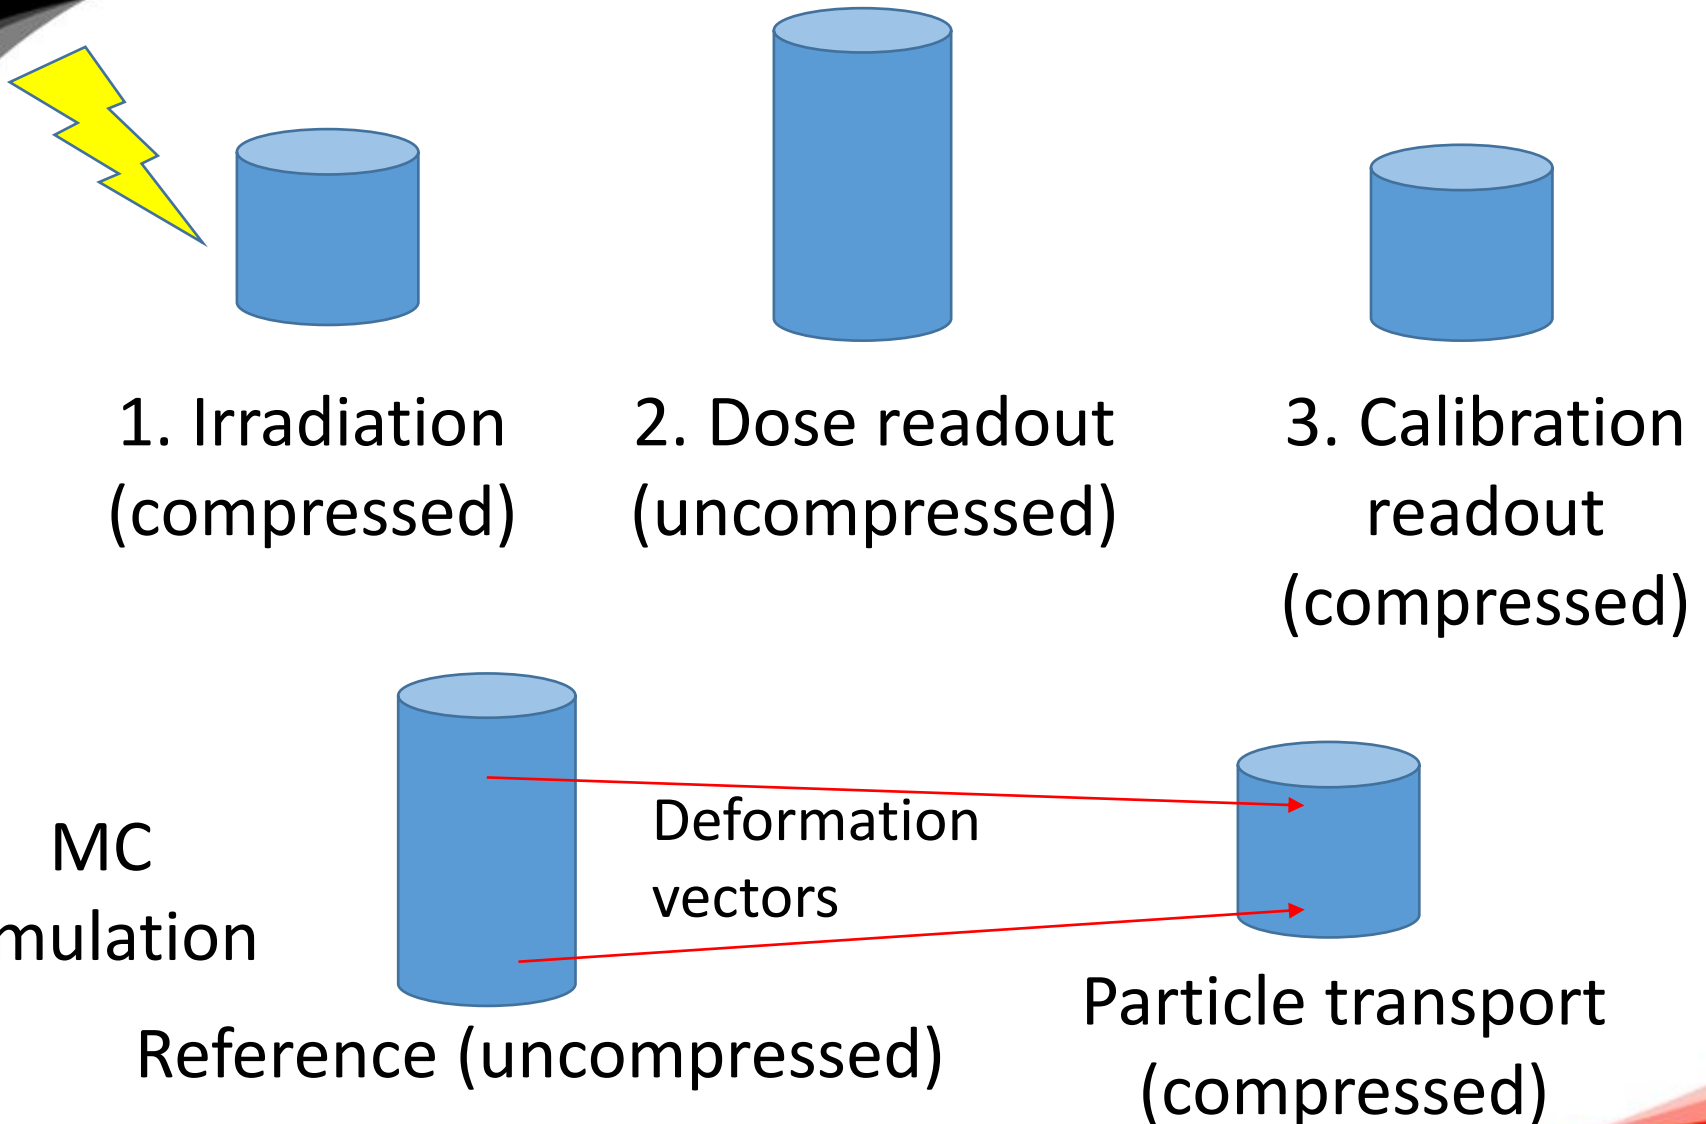 1. Irradiation
(compressed)
2. Dose readout
(uncompressed)
3. Calibration
readout
(compressed)
MC
mulation
Deformation
vectors
Reference (uncompressed)
Particle transport
(compressed)